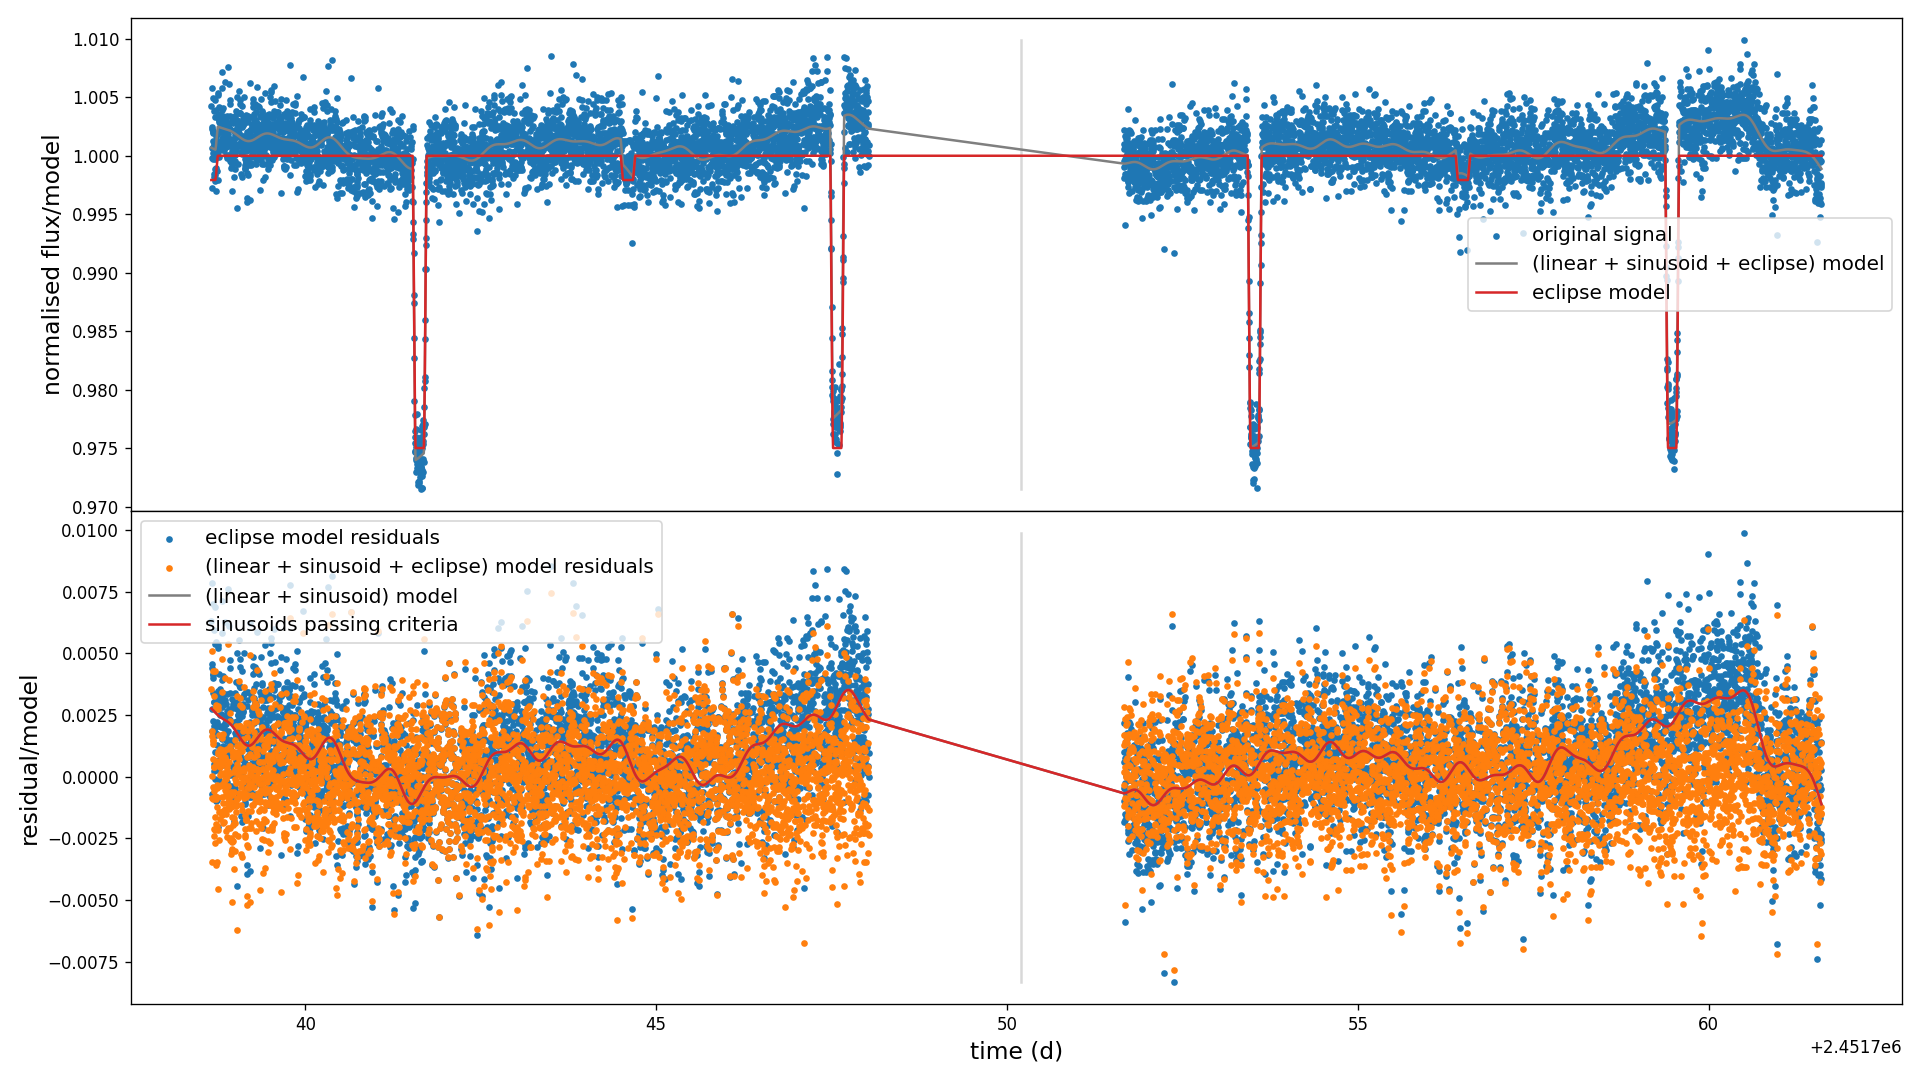 1.010
1.005
1.000
0.995
0.990
0.985
0.980
0.975
0.970
normalised flux/model
original signal
(linear + sinusoid + eclipse) model
eclipse model
0.0100
0.0075
0.0050
0.0025
0.0000
−0.0025
−0.0050
−0.0075
residual/model
eclipse model residuals
(linear + sinusoid + eclipse) model residuals
(linear + sinusoid) model
sinusoids passing criteria
40
45
50
55
60
time (d)
+2.4517e6